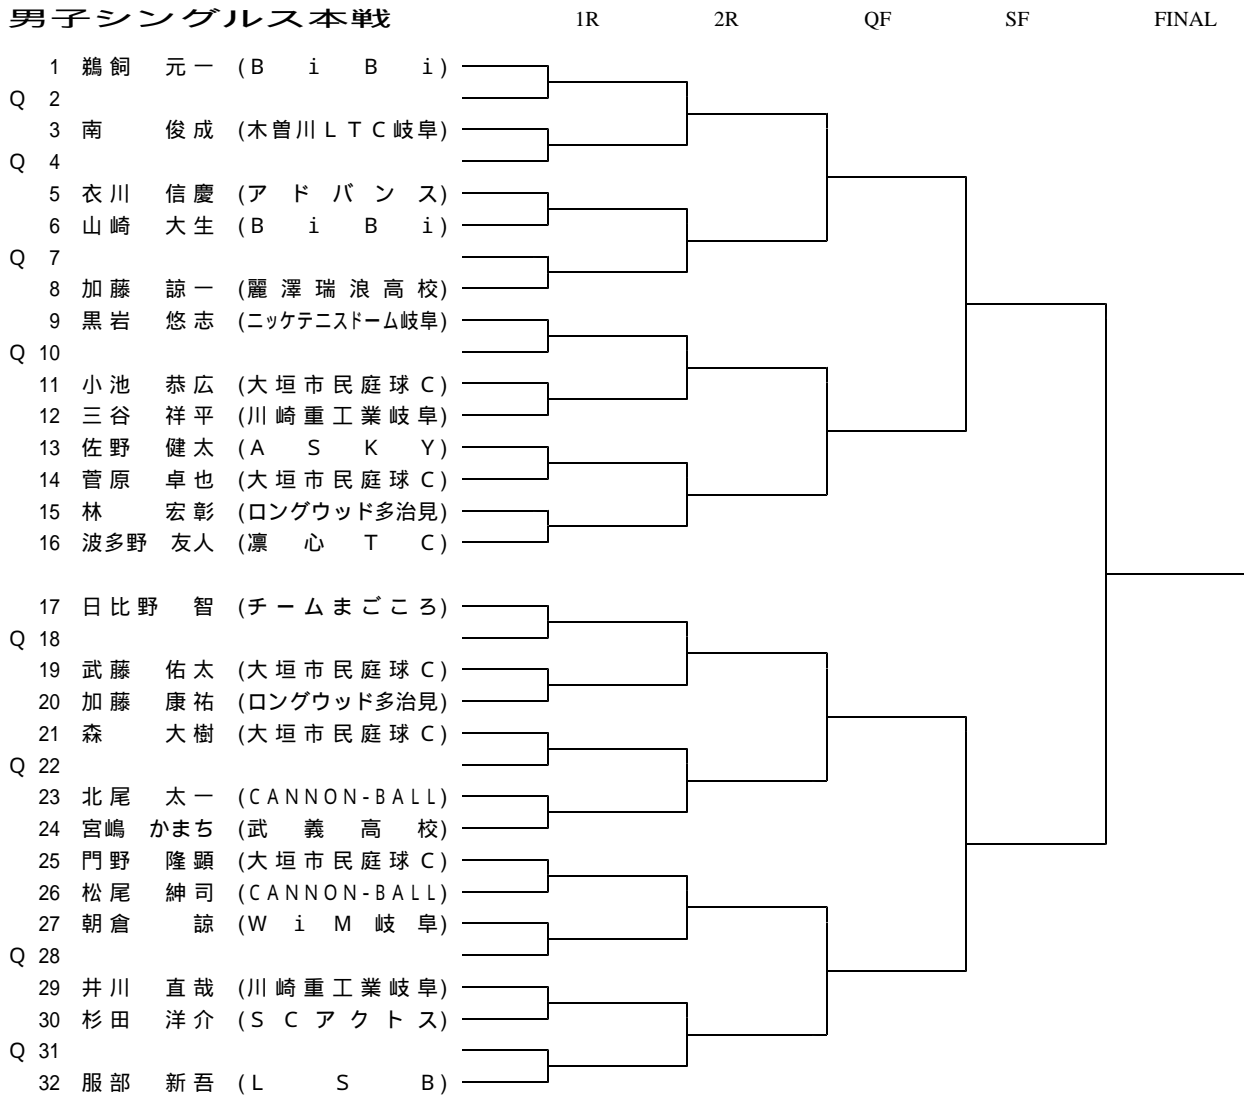 男子シングルス本戦 1R 2R QF SF FINAL
1 鵜飼 元一 (BiBi)
Q 2
3 南 俊成 (木曽川LTC岐阜)
Q 4
5 衣川 信慶 (アドバンス)
6 山崎 大生 (BiBi)
Q 7
8 加藤 諒一 (麗澤瑞浪高校)
9 黒岩 悠志 (ニッケテニスドーム岐阜)
Q 10
11 小池 恭広 (大垣市民庭球C)
12 三谷 祥平 (川崎重工業岐阜)
13 佐野 健太 (ASKY)
14 菅原 卓也 (大垣市民庭球C)
15 林 宏彰 (ロングウッド多治見)
16 波多野 友人 (凛心TC)
17 日比野 智 (チームまごころ)
Q 18
19 武藤 佑太 (大垣市民庭球C)
20 加藤 康祐 (ロングウッド多治見)
21 森 大樹 (大垣市民庭球C)
Q 22
23 北尾 太一 (CANNON-BALL)
24 宮嶋 かまち (武義高校)
25 門野 隆顕 (大垣市民庭球C)
26 松尾 紳司 (CANNON-BALL)
27 朝倉 諒 (WiM岐阜)
Q 28
29 井川 直哉 (川崎重工業岐阜)
30 杉田 洋介 (SCアクトス)
Q 31
32 服部 新吾 (LSB)